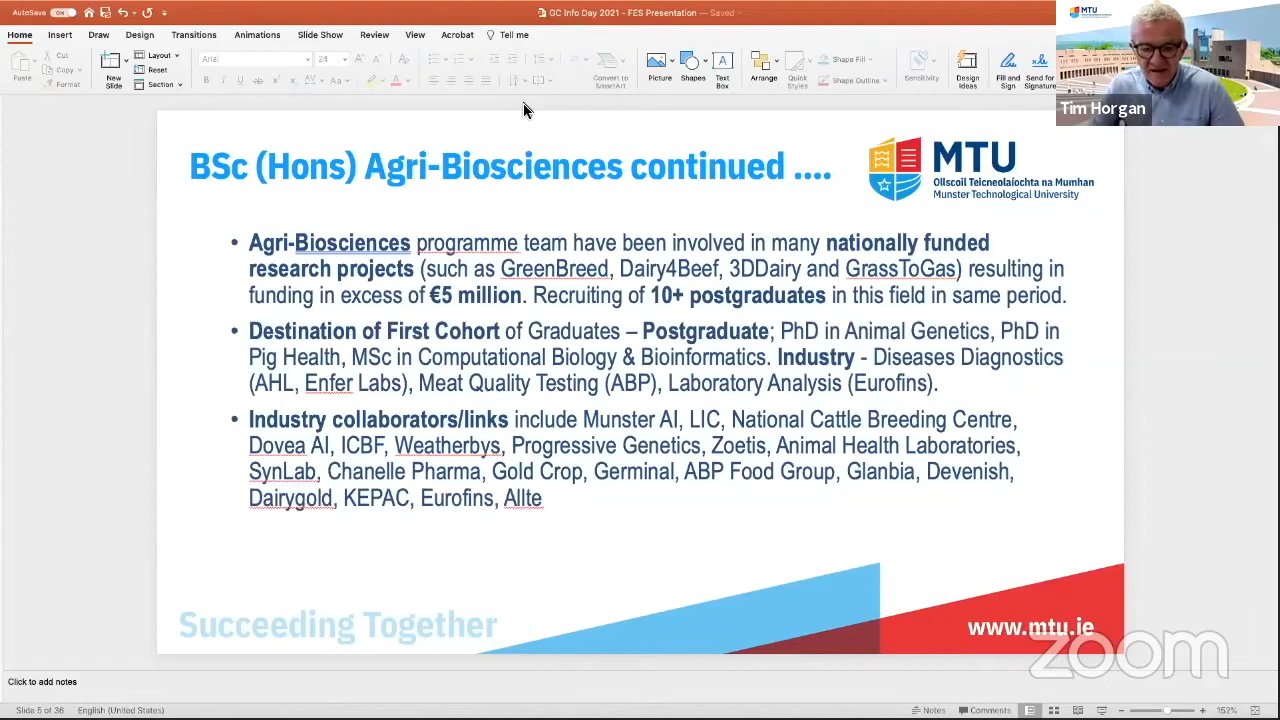 AutoSave ON GC Info Day 2021 - FES Presentation — Saved
Home Insert Draw Design Transitions Animations Slide Show Review View Acrobat Tell me
Paste Cut Copy Format New Slide Layout Reset Section Arial 24 Convert to SmartArt Picture Shapes Text Box Arrange Quick Styles Shape Fill Shape Outline Sensitivity Design Ideas Fill and Sign Send for Signature
MTU
Tim Horgan
BSc (Hons) Agri-Biosciences continued ....
MTU
Ollscoil Teicneolaíochta na Mumhan
Munster Technological University
• Agri-Biosciences programme team have been involved in many nationally funded
research projects (such as GreenBreed, Dairy4Beef, 3DDairy and GrassToGas) resulting in
funding in excess of €5 million. Recruiting of 10+ postgraduates in this field in same period.
• Destination of First Cohort of Graduates – Postgraduate; PhD in Animal Genetics, PhD in
Pig Health, MSc in Computational Biology & Bioinformatics. Industry - Diseases Diagnostics
(AHL, Enfer Labs), Meat Quality Testing (ABP), Laboratory Analysis (Eurofins).
• Industry collaborators/links include Munster AI, LIC, National Cattle Breeding Centre,
Dovea AI, ICBF, Weatherbys, Progressive Genetics, Zoetis, Animal Health Laboratories,
SynLab, Chanelle Pharma, Gold Crop, Germinal, ABP Food Group, Glanbia, Devenish,
Dairygold, KEPAC, Eurofins, Allte
Succeeding Together
www.mtu.ie
zoom
Click to add notes
Slide 5 of 36 English (United States) Notes Comments 152%